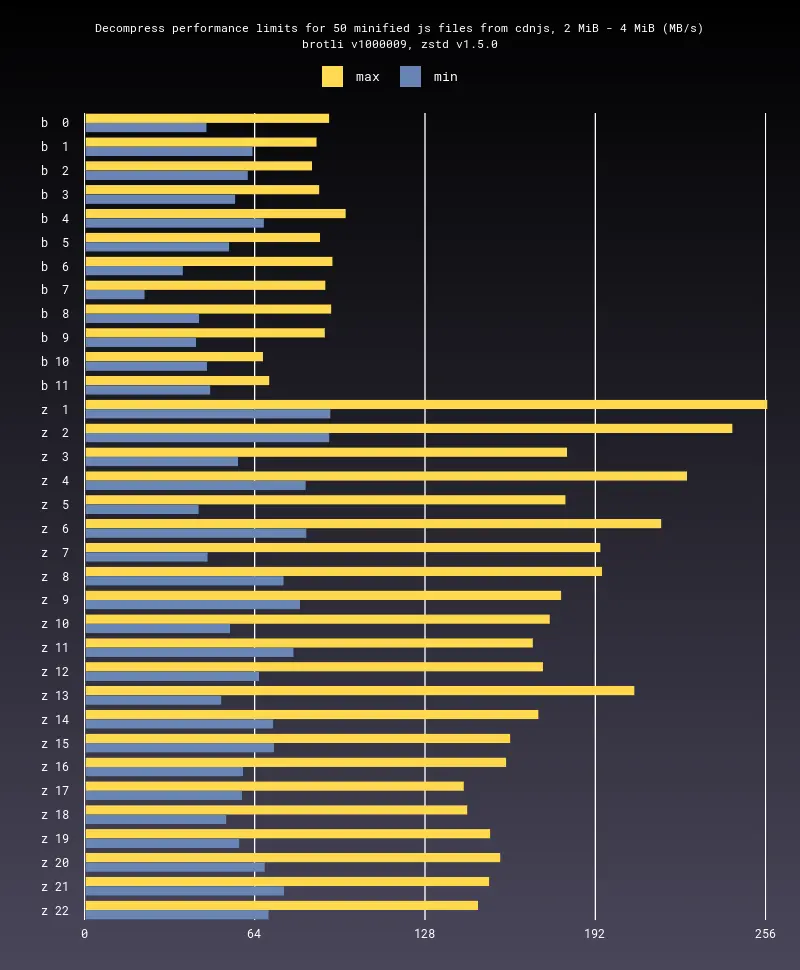 Decompress performance limits for 50 minified js files from cdnjs, 2 MiB - 4 MiB (MB/s)
brotli v1000009, zstd v1.5.0
max min
b 0
b 1
b 2
b 3
b 4
b 5
b 6
b 7
b 8
b 9
b 10
b 11
z 1
z 2
z 3
z 4
z 5
z 6
z 7
z 8
z 9
z 10
z 11
z 12
z 13
z 14
z 15
z 16
z 17
z 18
z 19
z 20
z 21
z 22
0 64 128 192 256